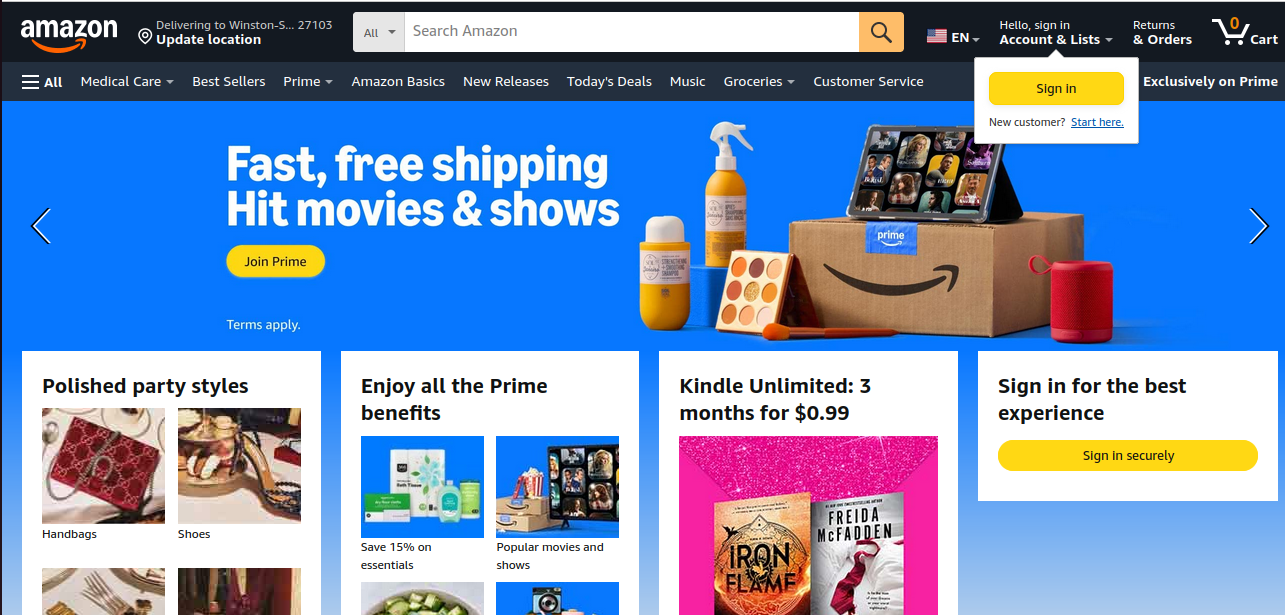 amazon
Delivering to Winston-S... 27103
Update location
All
Search Amazon
EN
Hello, sign in
Account & Lists
Returns
& Orders
0
Cart
All
Medical Care
Best Sellers
Prime
Amazon Basics
New Releases
Today's Deals
Music
Groceries
Customer Service
Exclusively on Prime
Sign in
New customer? Start here.
Fast, free shipping
Hit movies & shows
Join Prime
Terms apply.
prime
Polished party styles
Handbags
Shoes
Enjoy all the Prime
benefits
Save 15% on
essentials
Popular movies and
shows
Kindle Unlimited: 3
months for $0.99
IRON
FLAME
FREIDA
McFADDEN
Sign in for the best
experience
Sign in securely